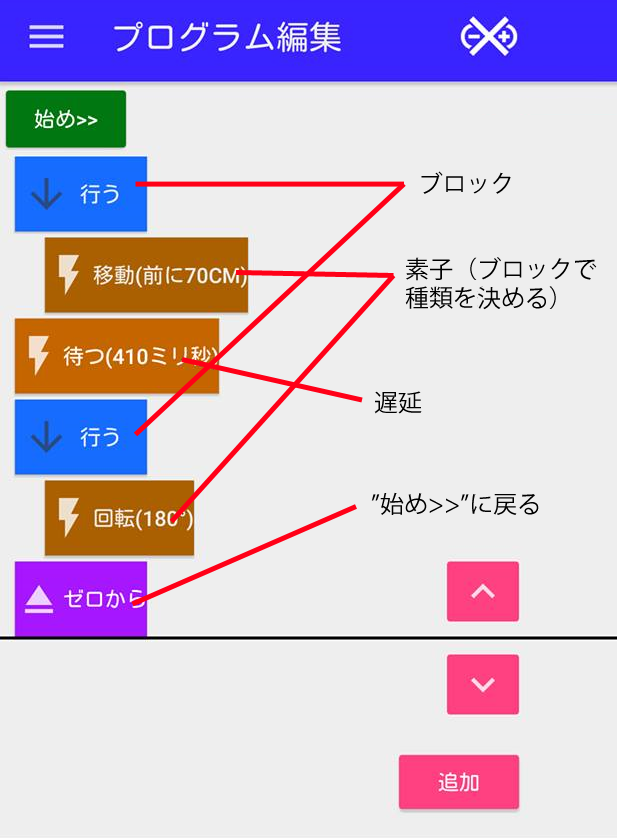 プログラム編集
始め>>
行う
ブロック
移動(前に70CM)
素子（ブロックで
種類を決める）
待つ(410ミリ秒)
遅延
行う
回転(180°)
”始め>>”に戻る
ゼロから
追加